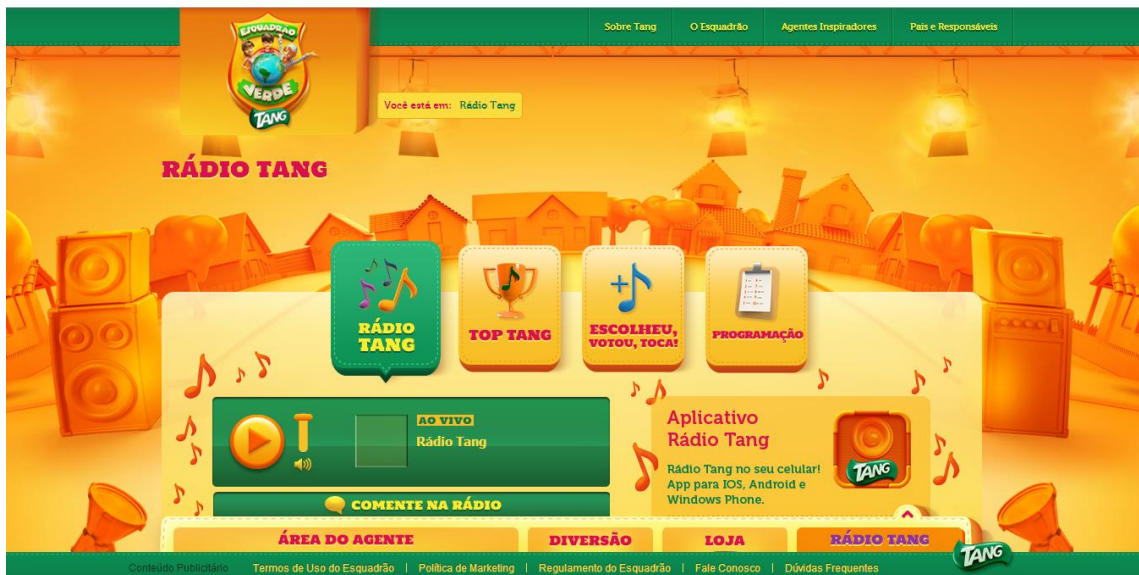 Sobre Tang
O Esquadrão
Agentes Inspiradores
Pais e Responsáveis
ESQUADRÃO
VERDE
TANG
Você está em: Rádio Tang
RÁDIO TANG
RÁDIO
TANG
TOP TANG
ESCOLHEU,
VOTOU, TOCA!
PROGRAMAÇÃO
AO VIVO
Rádio Tang
COMENTE NA RÁDIO
Aplicativo
Rádio Tang
Rádio Tang no seu celular!
App para IOS, Android e
Windows Phone.
TANG
ÁREA DO AGENTE
DIVERSÃO
LOJA
RÁDIO TANG
TANG
Conteúdo Publicitário
Termos de Uso do Esquadrão | Política de Marketing | Regulamento do Esquadrão | Fale Conosco | Dúvidas Frequentes